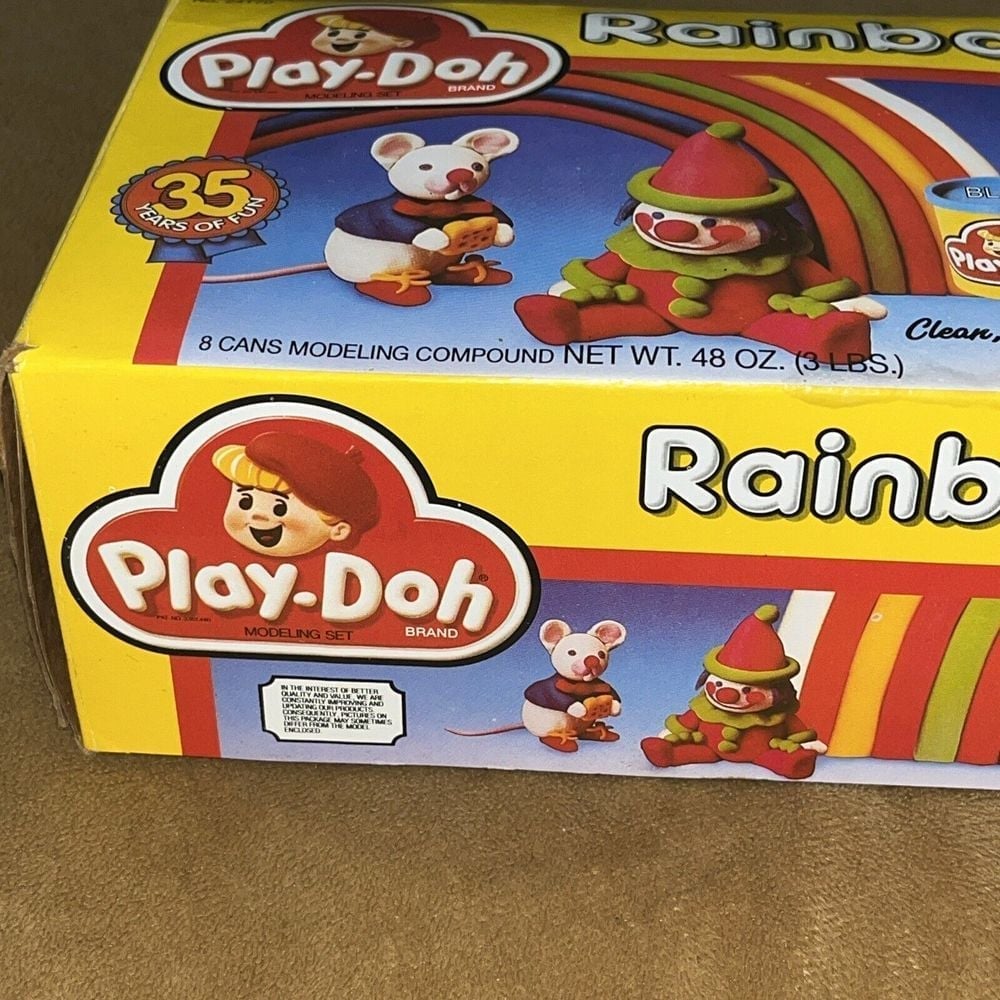 Play-Doh
MODELING SET
BRAND
Rainbo
35
YEARS OF FUN
BL
Play
Clean,
8 CANS MODELING COMPOUND NET WT. 48 OZ. (3 LBS.)
Rainb
Play-Doh®
MODELING SET
BRAND
IN THE INTEREST OF BETTER
QUALITY AND VALUE, WE ARE
CONSTANTLY IMPROVING AND
UPDATING OUR PRODUCTS.
CONSEQUENTLY, PICTURES ON
THIS PACKAGE MAY SOMETIMES
DIFFER FROM THE MODEL
ENCLOSED.